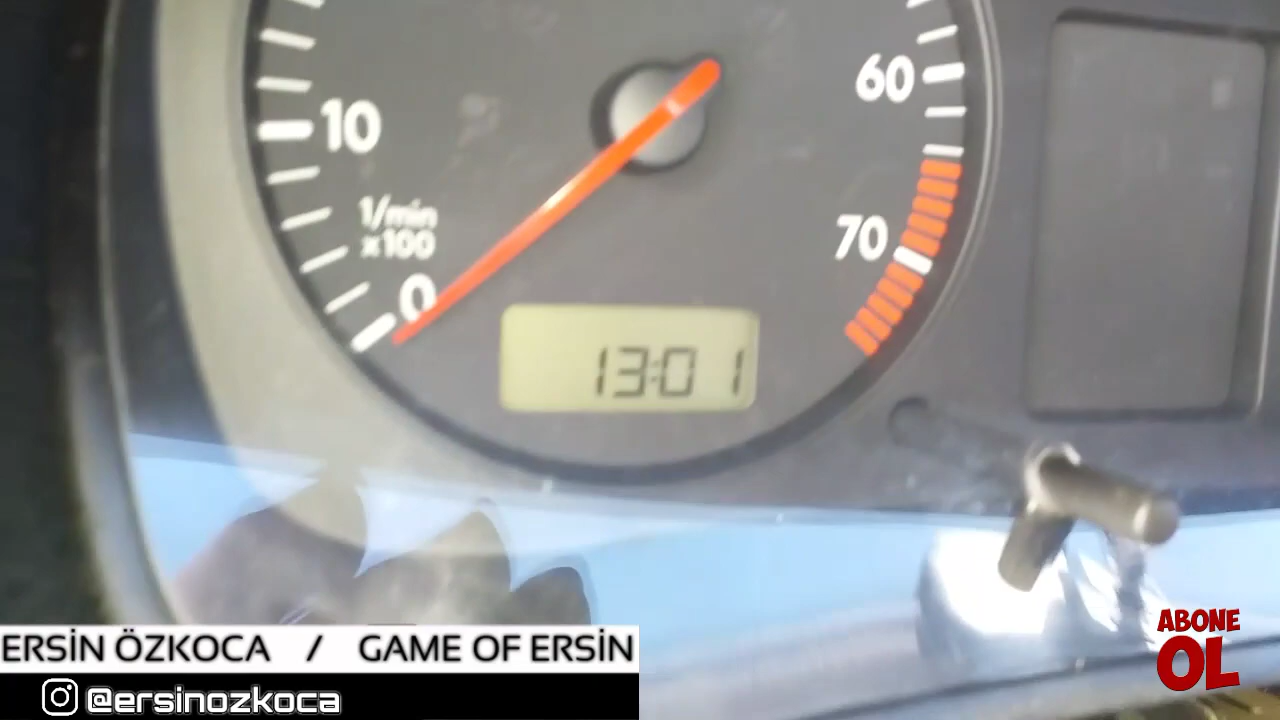 60
10
1/min
x100
70
0
13:01
ERSİN ÖZKOCA / GAME OF ERSİN
@ersinozkoca
ABONE
OL